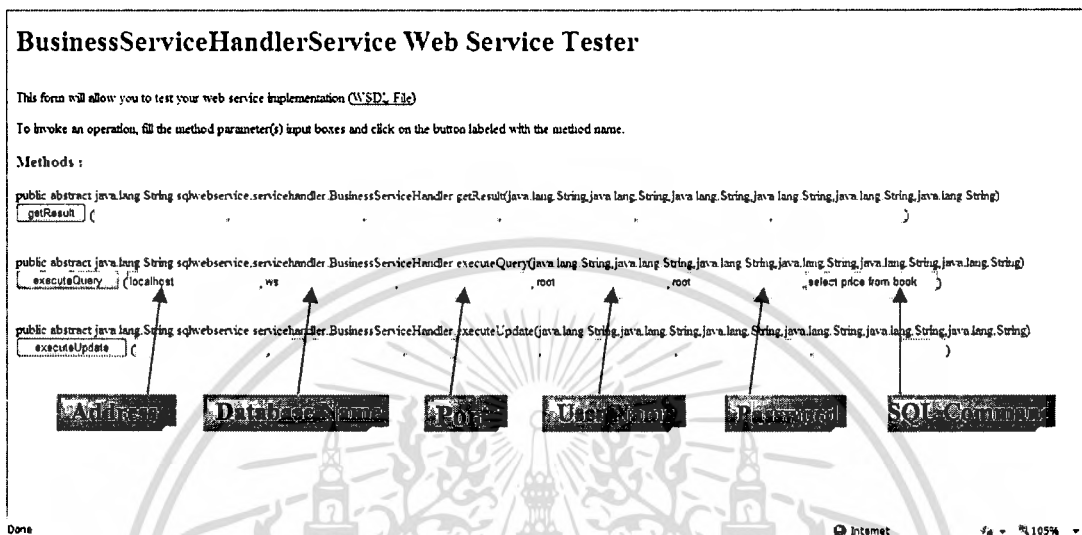 BusinessServiceHandlerService Web Service Tester
This form will allow you to test your web service implementation (WSDL File)
To invoke an operation, fill the method parameter(s) input boxes and click on the button labeled with the method name.
Methods :
public abstract java.lang.String sqlwebservice.servicehandler.BusinessServiceHandler.getResult(java.lang.String,java.lang.String,java.lang.String,java.lang.String,java.lang.String,java.lang.String)
getResult ( , , , , , )
public abstract java.lang.String sqlwebservice.servicehandler.BusinessServiceHandler.executeQuery(java.lang.String,java.lang.String,java.lang.String,java.lang.String,java.lang.String,java.lang.String)
executeQuery (localhost , ws , , root , root , select price from book )
public abstract java.lang.String sqlwebservice.servicehandler.BusinessServiceHandler.executeUpdate(java.lang.String,java.lang.String,java.lang.String,java.lang.String,java.lang.String,java.lang.String)
executeUpdate ( , , , , , )
Address Database Name Port User Name Password SQL Command
Done Internet 105%